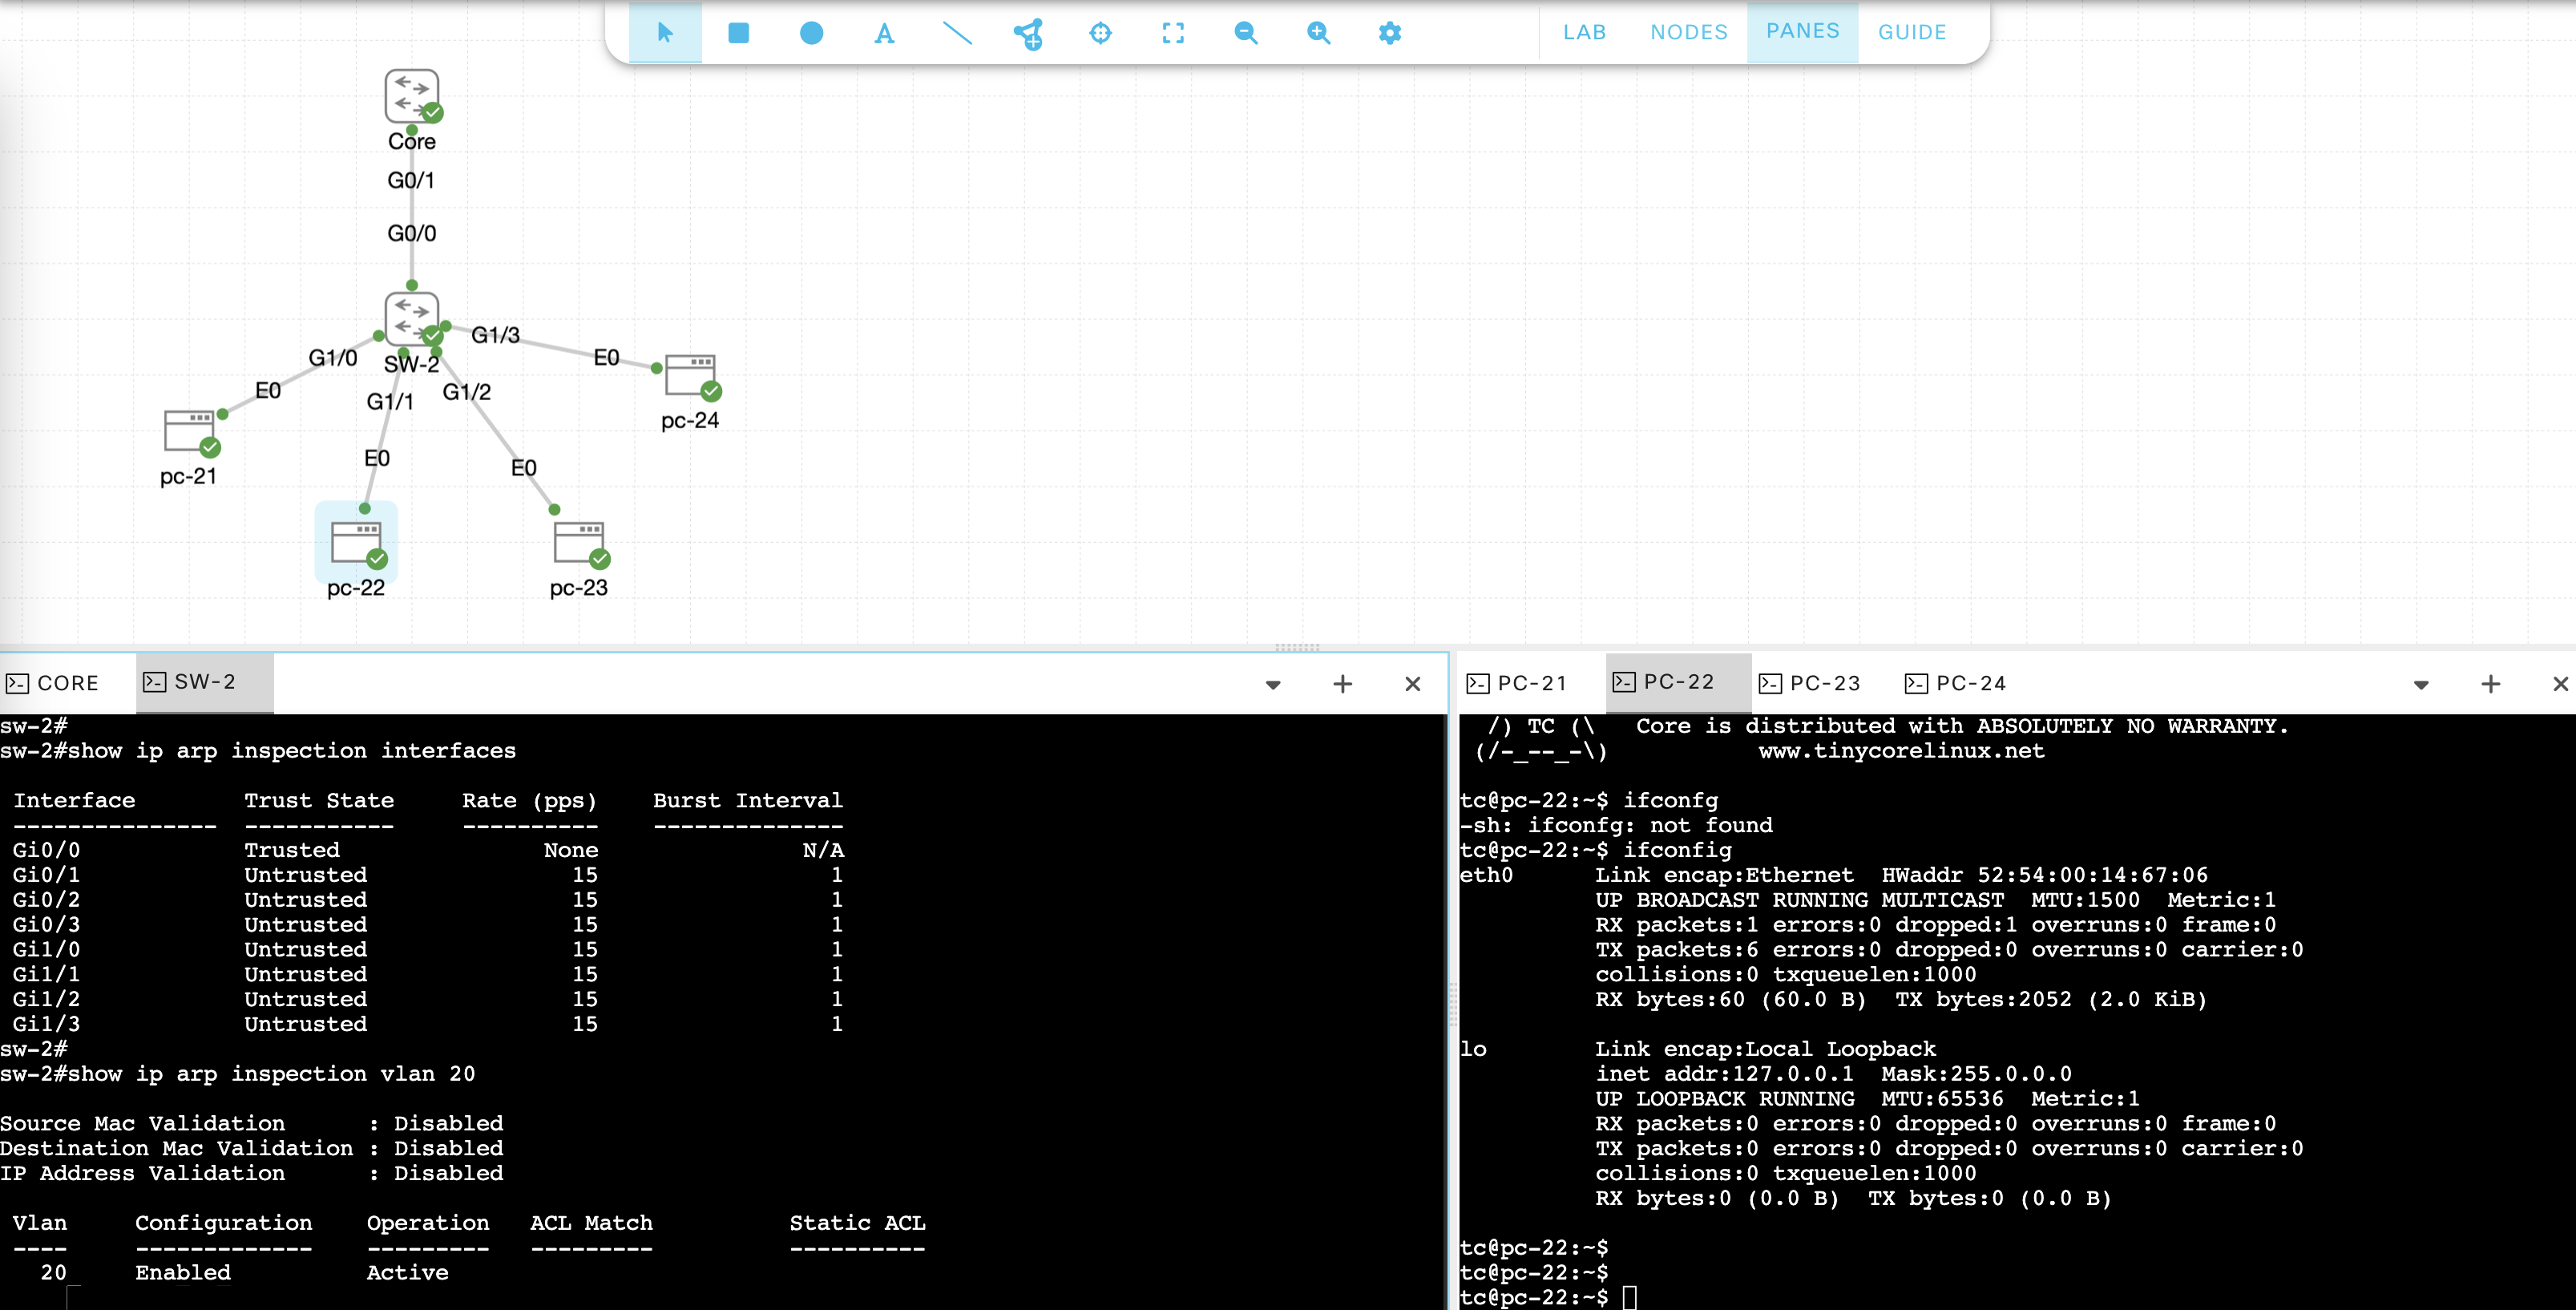 A LAB NODES PANES GUIDE
Core
G0/1
G0/0
SW-2
G1/0
G1/1
G1/2
G1/3
E0
E0
E0
E0
pc-21
pc-22
pc-23
pc-24
CORE SW-2
sw-2#
sw-2#show ip arp inspection interfaces
Interface Trust State Rate (pps) Burst Interval
--------------- ----------- ---------- --------------
Gi0/0 Trusted None N/A
Gi0/1 Untrusted 15 1
Gi0/2 Untrusted 15 1
Gi0/3 Untrusted 15 1
Gi1/0 Untrusted 15 1
Gi1/1 Untrusted 15 1
Gi1/2 Untrusted 15 1
Gi1/3 Untrusted 15 1
sw-2#
sw-2#show ip arp inspection vlan 20
Source Mac Validation : Disabled
Destination Mac Validation : Disabled
IP Address Validation : Disabled
Vlan Configuration Operation ACL Match Static ACL
---- ------------- --------- --------- ----------
20 Enabled Active
PC-21 PC-22 PC-23 PC-24
/) TC (\ Core is distributed with ABSOLUTELY NO WARRANTY.
(/-_--_-\) www.tinycorelinux.net
tc@pc-22:~$ ifconfg
-sh: ifconfg: not found
tc@pc-22:~$ ifconfig
eth0 Link encap:Ethernet HWaddr 52:54:00:14:67:06
UP BROADCAST RUNNING MULTICAST MTU:1500 Metric:1
RX packets:1 errors:0 dropped:1 overruns:0 frame:0
TX packets:6 errors:0 dropped:0 overruns:0 carrier:0
collisions:0 txqueuelen:1000
RX bytes:60 (60.0 B) TX bytes:2052 (2.0 KiB)
lo Link encap:Local Loopback
inet addr:127.0.0.1 Mask:255.0.0.0
UP LOOPBACK RUNNING MTU:65536 Metric:1
RX packets:0 errors:0 dropped:0 overruns:0 frame:0
TX packets:0 errors:0 dropped:0 overruns:0 carrier:0
collisions:0 txqueuelen:1000
RX bytes:0 (0.0 B) TX bytes:0 (0.0 B)
tc@pc-22:~$
tc@pc-22:~$
tc@pc-22:~$